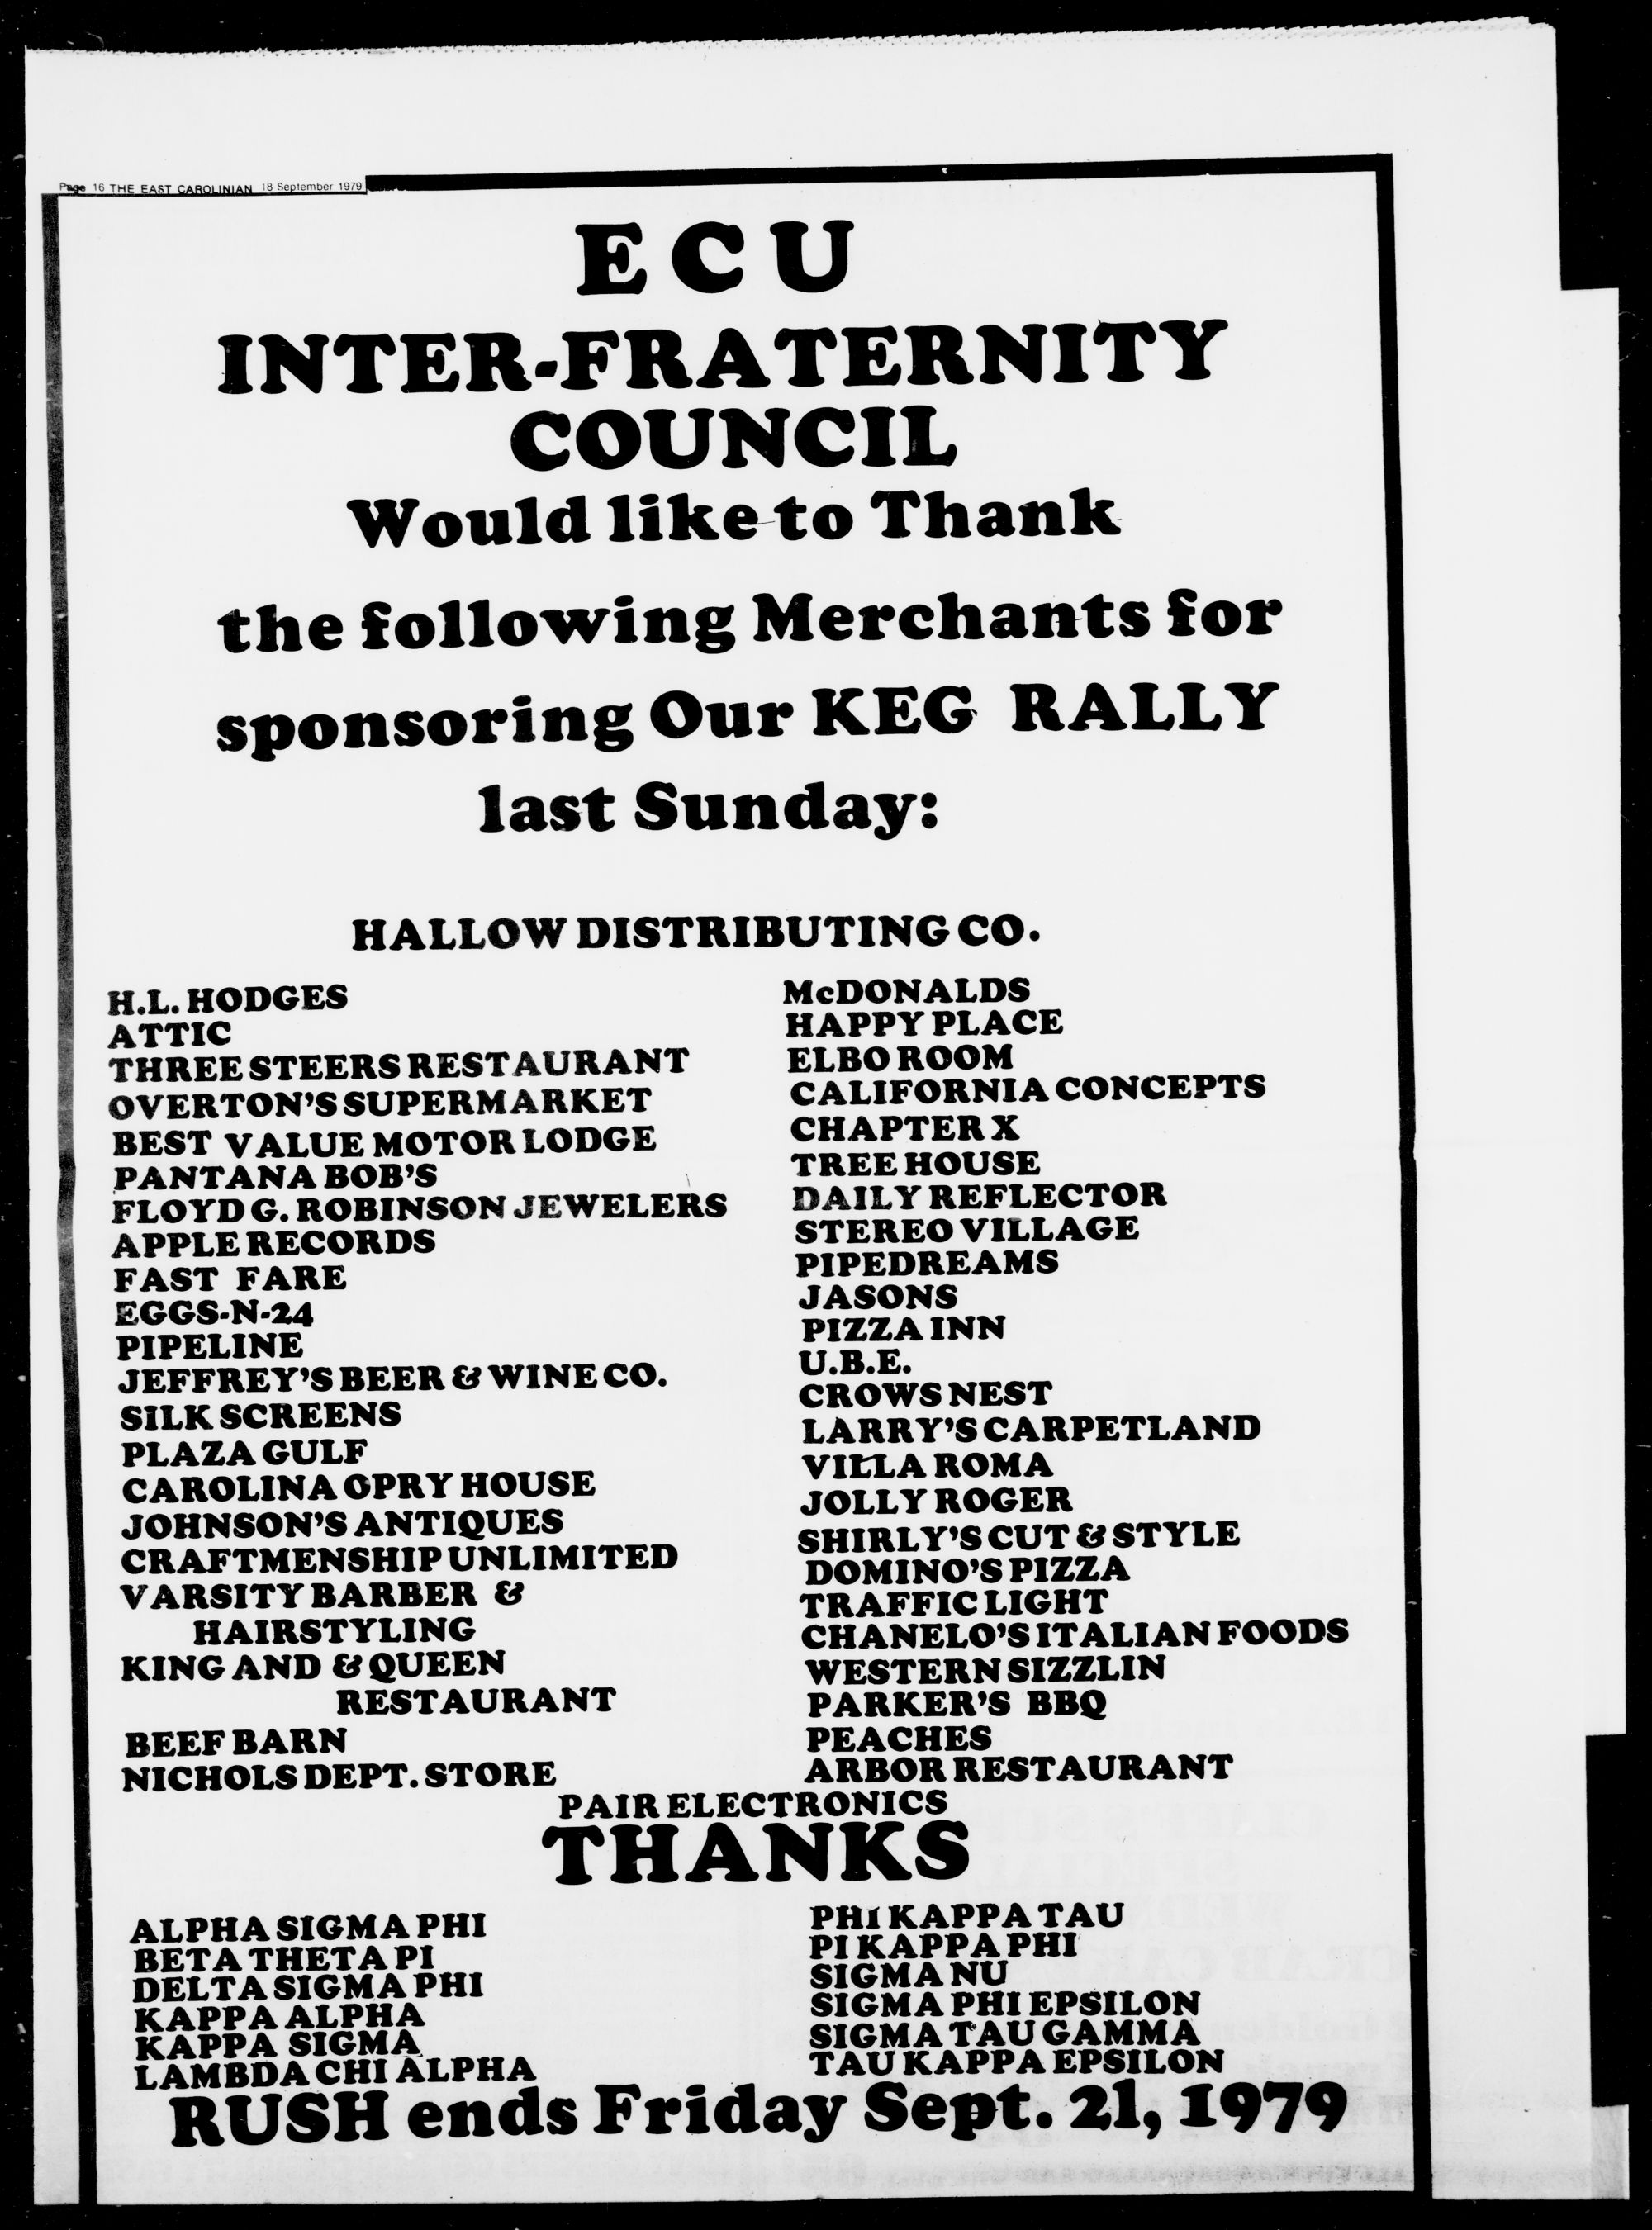 Page 16 THE EAST CAROLINIAN 18 September 1979
ECU
INTER-FRATERNITY
COUNCIL
Would like to Thank
the following Merchants for
sponsoring Our KEG RALLY
last Sunday:
HALLOW DISTRIBUTING CO.
H.L. HODGES
ATTIC
THREE STEERS RESTAURANT
OVERTON'S SUPERMARKET
BEST VALUE MOTOR LODGE
PANTANA BOB'S
FLOYD G. ROBINSON JEWELERS
APPLE RECORDS
FAST FARE
EGGS-N-24
PIPELINE
JEFFREY'S BEER & WINE CO.
SILK SCREENS
PLAZA GULF
CAROLINA OPRY HOUSE
JOHNSON'S ANTIQUES
CRAFTMENSHIP UNLIMITED
VARSITY BARBER &
HAIRSTYLING
KING AND & QUEEN
RESTAURANT
BEEF BARN
NICHOLS DEPT. STORE
McDONALDS
HAPPY PLACE
ELBO ROOM
CALIFORNIA CONCEPTS
CHAPTER X
TREE HOUSE
DAILY REFLECTOR
STEREO VILLAGE
PIPEDREAMS
JASONS
PIZZA INN
U.B.E.
CROWS NEST
LARRY'S CARPETLAND
VILLA ROMA
JOLLY ROGER
SHIRLY'S CUT & STYLE
DOMINO'S PIZZA
TRAFFIC LIGHT
CHANELO'S ITALIAN FOODS
WESTERN SIZZLIN
PARKER'S BBQ
PEACHES
ARBOR RESTAURANT
PAIR ELECTRONICS
THANKS
ALPHA SIGMA PHI
BETA THETA PI
DELTA SIGMA PHI
KAPPA ALPHA
KAPPA SIGMA
LAMBDA CHI ALPHA
PHI KAPPA TAU
PI KAPPA PHI
SIGMA NU
SIGMA PHI EPSILON
SIGMA TAU GAMMA
TAU KAPPA EPSILON
RUSH ends Friday Sept. 21, 1979